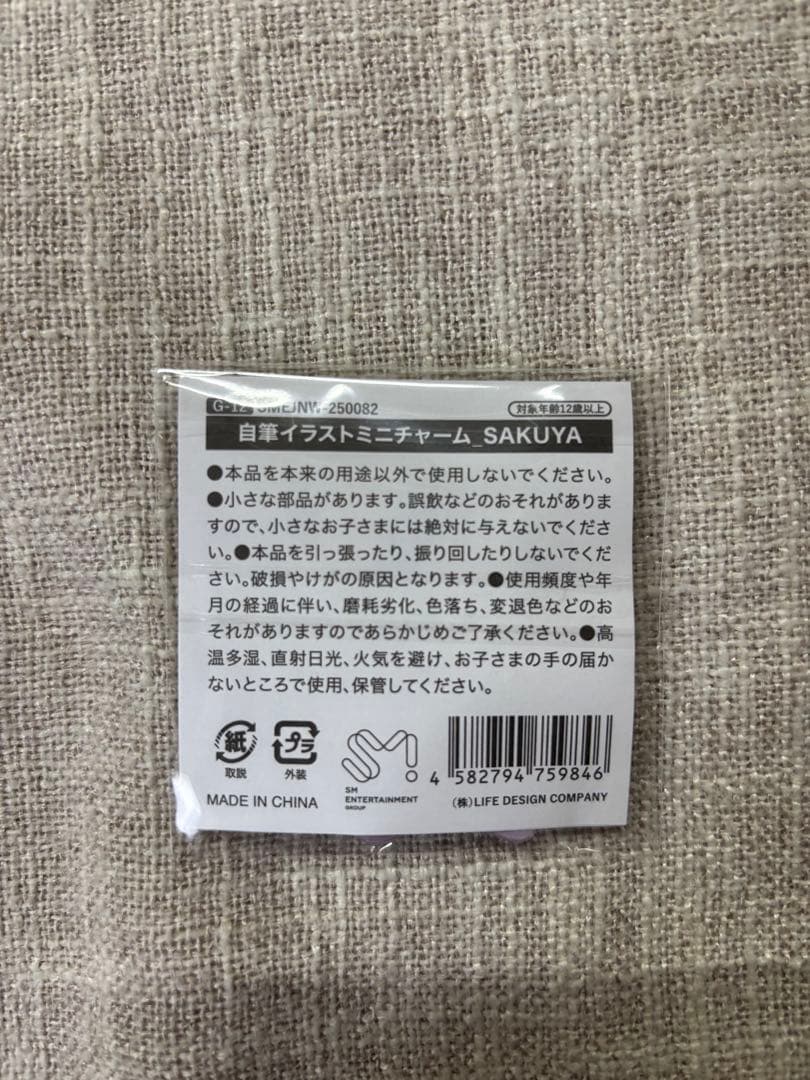 G-12 SMEJNW-250082 対象年齢12歳以上
自筆イラストミニチャーム_SAKUYA
●本品を本来の用途以外で使用しないでください。
●小さな部品があります。誤飲などのおそれがありま
すので、小さなお子さまには絶対に与えないでくださ
い。●本品を引っ張ったり、振り回したりしないでくだ
さい。破損やけがの原因となります。●使用頻度や年
月の経過に伴い、磨耗劣化、色落ち、変退色などのお
それがありますのであらかじめご了承ください。●高
温多湿、直射日光、火気を避け、お子さまの手の届か
ないところで使用、保管してください。
紙
取説
プラ
外装
SM
SM
ENTERTAINMENT
GROUP
4 582794 759846
MADE IN CHINA
(株)LIFE DESIGN COMPANY